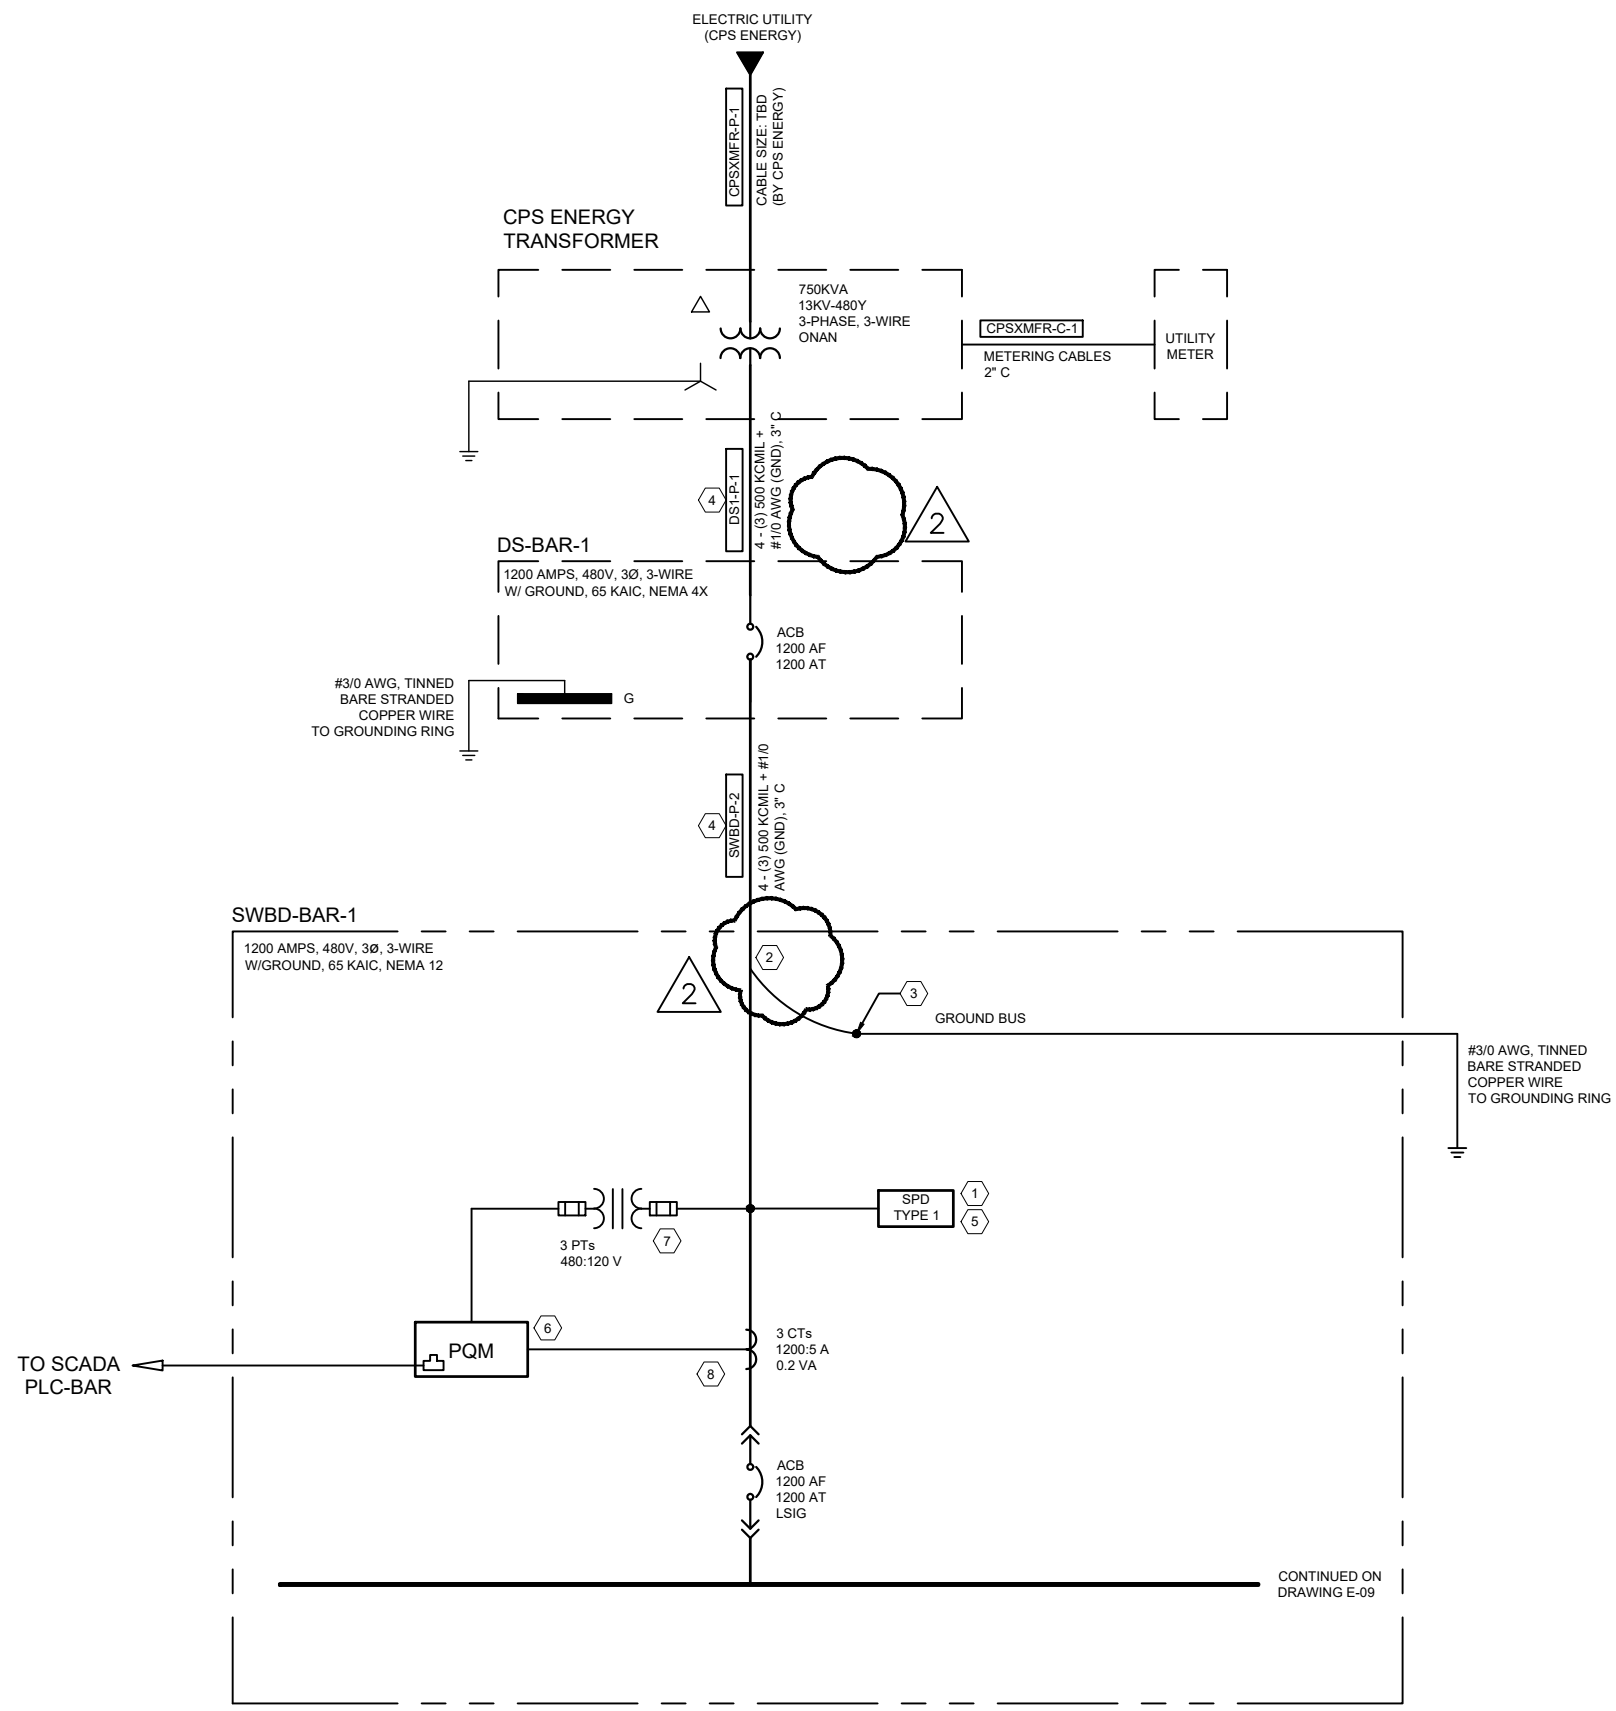 ELECTRIC UTILITY
(CPS ENERGY)
CPSXMFR-P-1
CABLE SIZE: TBD
(BY CPS ENERGY)
CPS ENERGY
TRANSFORMER
750KVA
13KV-480Y
3-PHASE, 3-WIRE
ONAN
CPSXMFR-C-1
METERING CABLES
2" C
UTILITY
METER
4
DS1-P-1
4 - (3) 500 KCMIL +
#1/0 AWG (GND), 3" C
2
DS-BAR-1
1200 AMPS, 480V, 3Ø, 3-WIRE
W/ GROUND, 65 KAIC, NEMA 4X
ACB
1200 AF
1200 AT
#3/0 AWG, TINNED
BARE STRANDED
COPPER WIRE
TO GROUNDING RING
G
4
SWBD-P-2
4 - (3) 500 KCMIL + #1/0
AWG (GND), 3" C
SWBD-BAR-1
1200 AMPS, 480V, 3Ø, 3-WIRE
W/GROUND, 65 KAIC, NEMA 12
2
2
3
GROUND BUS
#3/0 AWG, TINNED
BARE STRANDED
COPPER WIRE
TO GROUNDING RING
SPD
TYPE 1
1
5
3 PTs
480:120 V
7
PQM
6
TO SCADA
PLC-BAR
8
3 CTs
1200:5 A
0.2 VA
ACB
1200 AF
1200 AT
LSIG
CONTINUED ON
DRAWING E-09